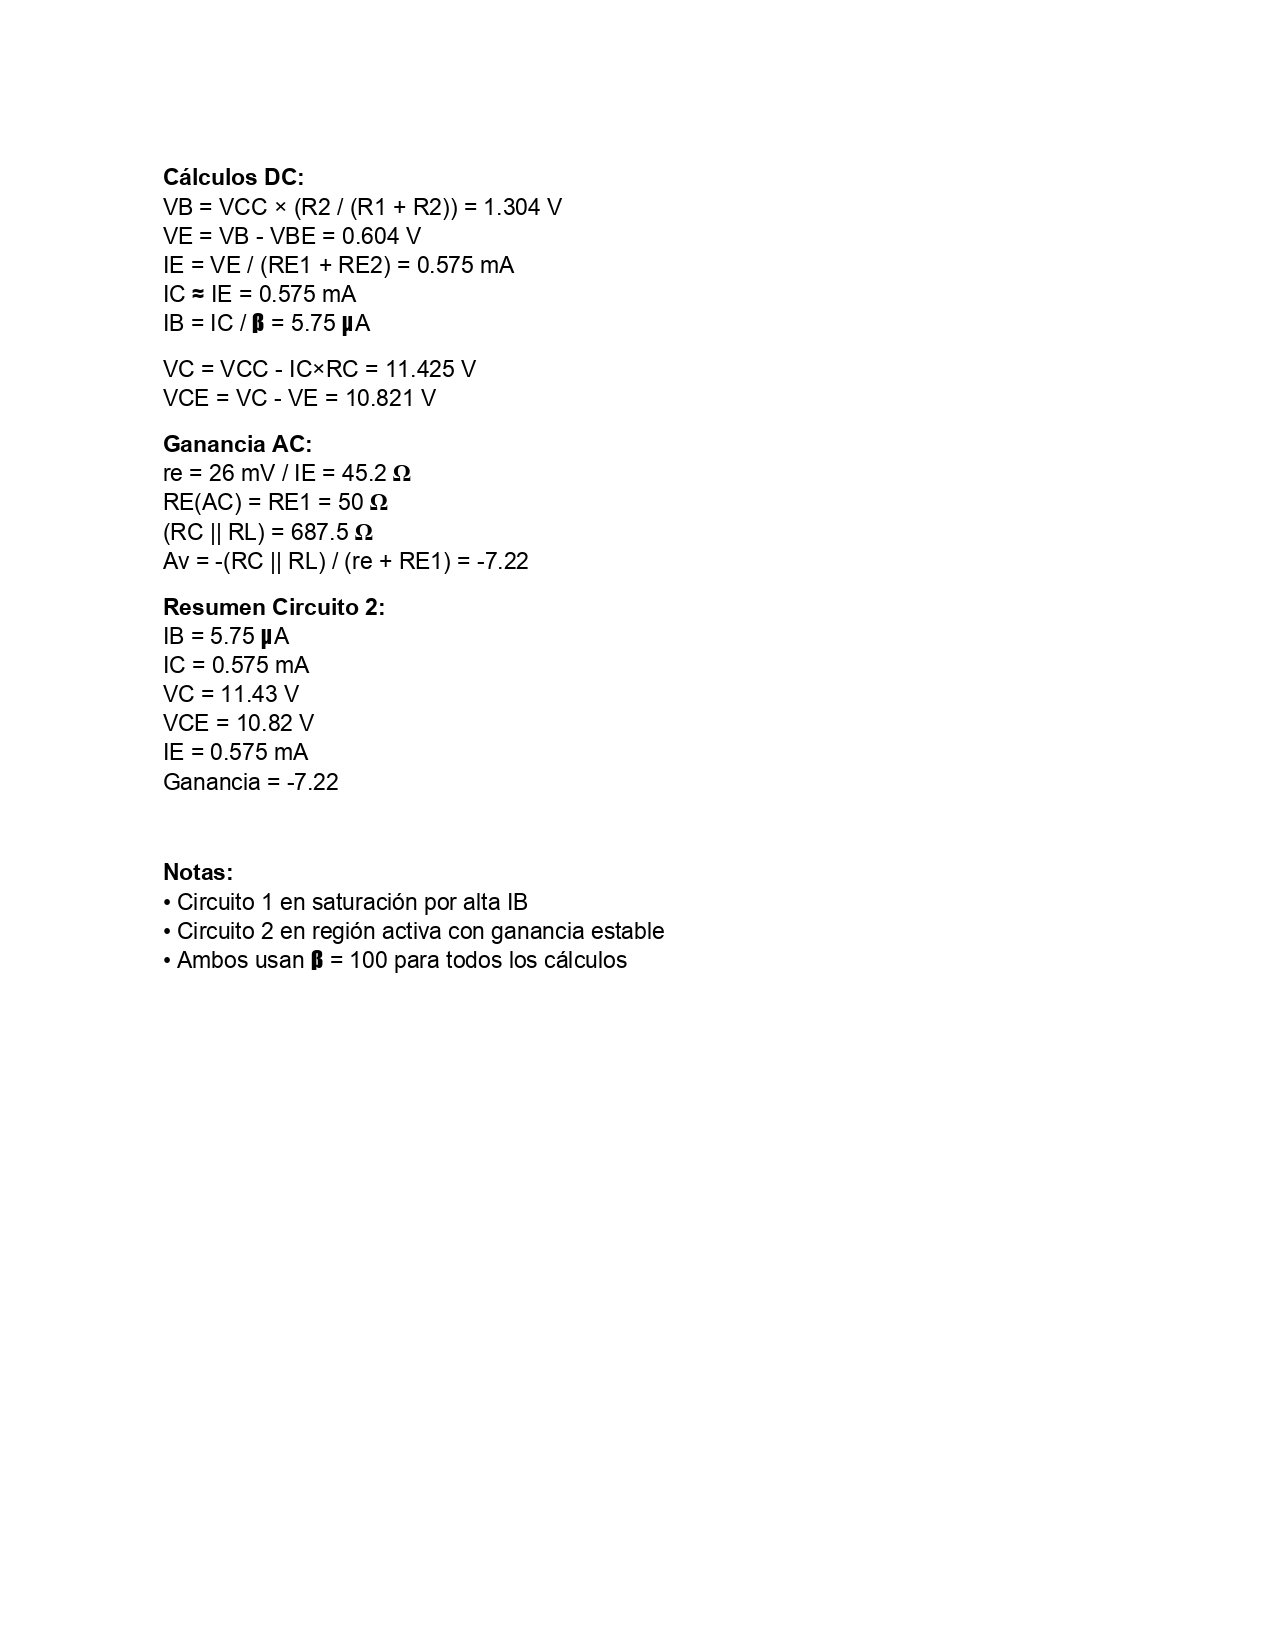 Cálculos DC:
VB = VCC × (R2 / (R1 + R2)) = 1.304 V
VE = VB - VBE = 0.604 V
IE = VE / (RE1 + RE2) = 0.575 mA
IC ≈ IE = 0.575 mA
IB = IC / β = 5.75 μA
VC = VCC - IC×RC = 11.425 V
VCE = VC - VE = 10.821 V
Ganancia AC:
re = 26 mV / IE = 45.2 Ω
RE(AC) = RE1 = 50 Ω
(RC || RL) = 687.5 Ω
Av = -(RC || RL) / (re + RE1) = -7.22
Resumen Circuito 2:
IB = 5.75 μA
IC = 0.575 mA
VC = 11.43 V
VCE = 10.82 V
IE = 0.575 mA
Ganancia = -7.22
Notas:
• Circuito 1 en saturación por alta IB
• Circuito 2 en región activa con ganancia estable
• Ambos usan β = 100 para todos los cálculos